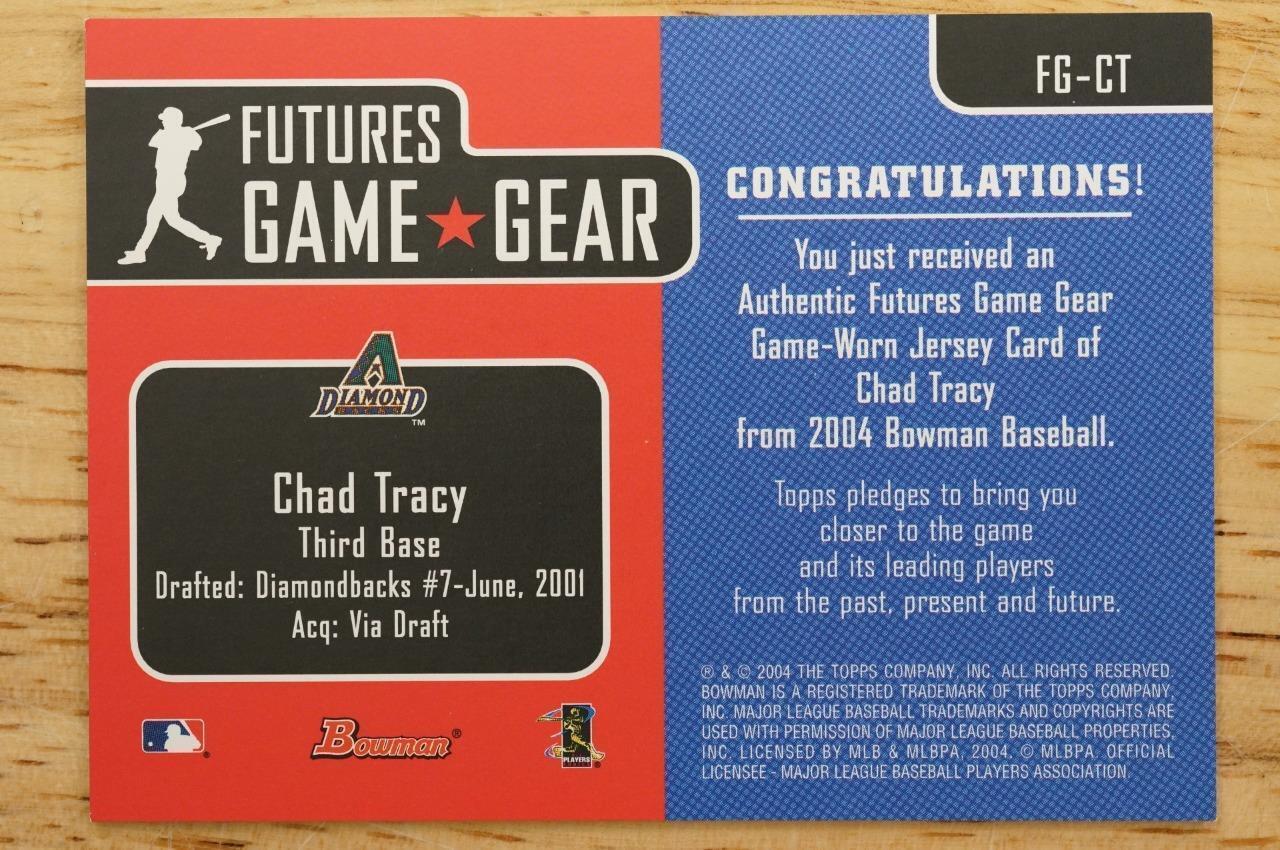 FUTURES
GAME★GEAR
DIAMOND
BACKS
™
Chad Tracy
Third Base
Drafted: Diamondbacks #7-June, 2001
Acq: Via Draft
®
Bowman®
PLAYERS
®
FG-CT
CONGRATULATIONS!
You just received an
Authentic Futures Game Gear
Game-Worn Jersey Card of
Chad Tracy
from 2004 Bowman Baseball.
Topps pledges to bring you
closer to the game
and its leading players
from the past, present and future.
® & © 2004 THE TOPPS COMPANY, INC. ALL RIGHTS RESERVED.
BOWMAN IS A REGISTERED TRADEMARK OF THE TOPPS COMPANY,
INC. MAJOR LEAGUE BASEBALL TRADEMARKS AND COPYRIGHTS ARE
USED WITH PERMISSION OF MAJOR LEAGUE BASEBALL PROPERTIES,
INC. LICENSED BY MLB & MLBPA, 2004. © MLBPA OFFICIAL
LICENSEE - MAJOR LEAGUE BASEBALL PLAYERS ASSOCIATION.